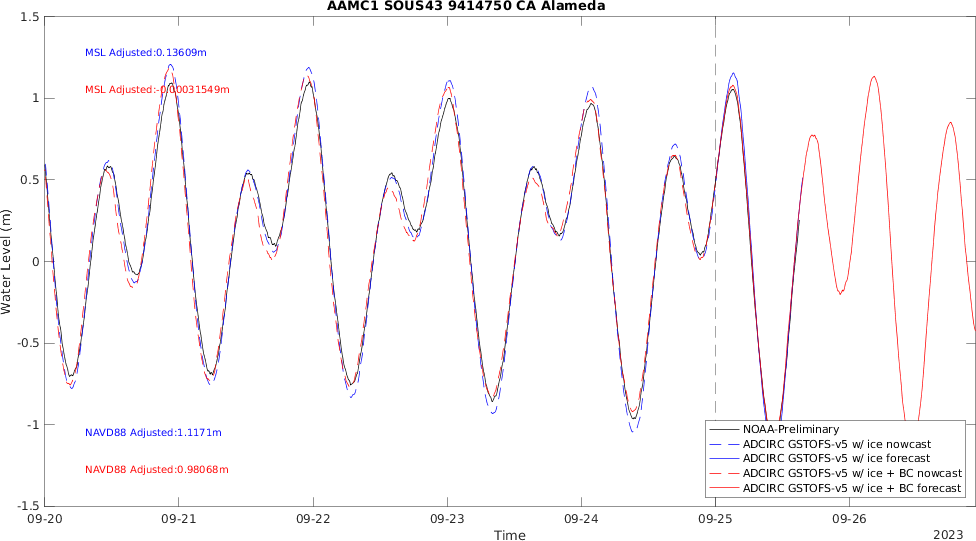 AAMC1 SOUS43 9414750 CA Alameda
1.5
MSL Adjusted:0.13609m
MSL Adjusted:-0.00031549m
1
0.5
0
-0.5
-1
-1.5
Water Level (m)
NAVD88 Adjusted:1.1171m
NAVD88 Adjusted:0.98068m
NOAA-Preliminary
ADCIRC GSTOFS-v5 w/ ice nowcast
ADCIRC GSTOFS-v5 w/ ice forecast
ADCIRC GSTOFS-v5 w/ ice + BC nowcast
ADCIRC GSTOFS-v5 w/ ice + BC forecast
09-20 09-21 09-22 09-23 09-24 09-25 09-26
Time
2023